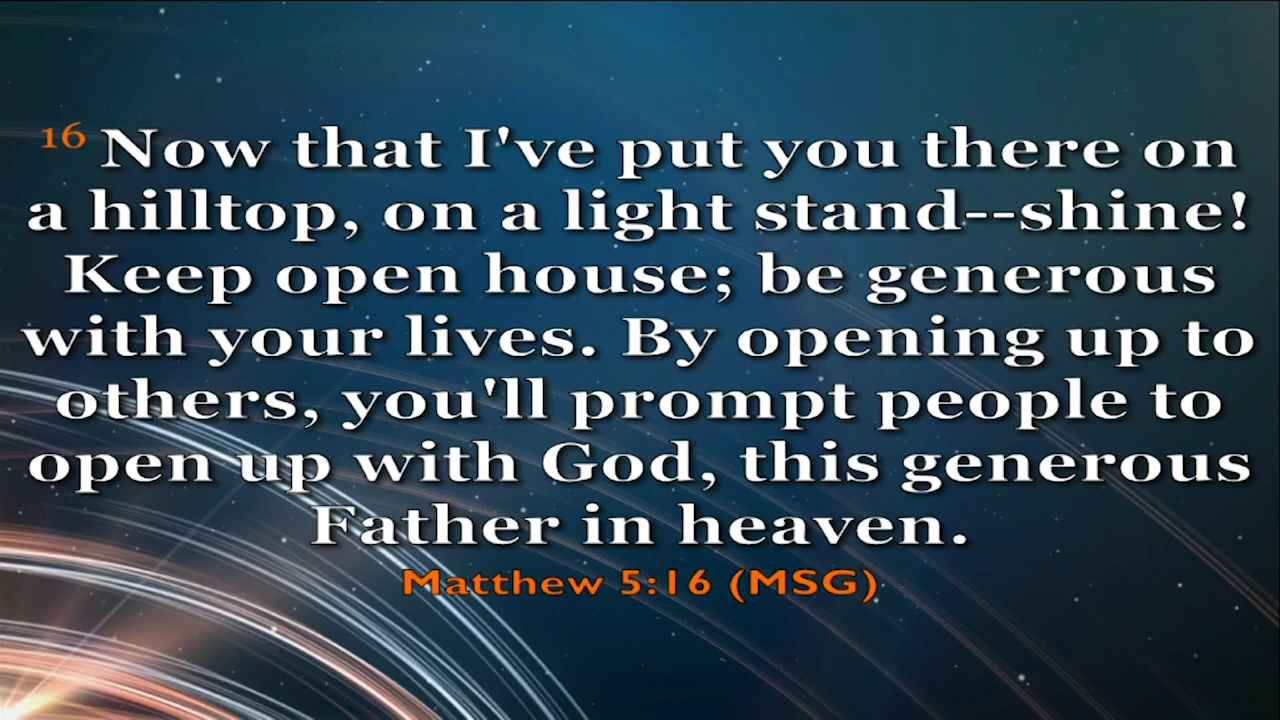 16 Now that I've put you there on
a hilltop, on a light stand--shine!
Keep open house; be generous
with your lives. By opening up to
others, you'll prompt people to
open up with God, this generous
Father in heaven.
Matthew 5:16 (MSG)